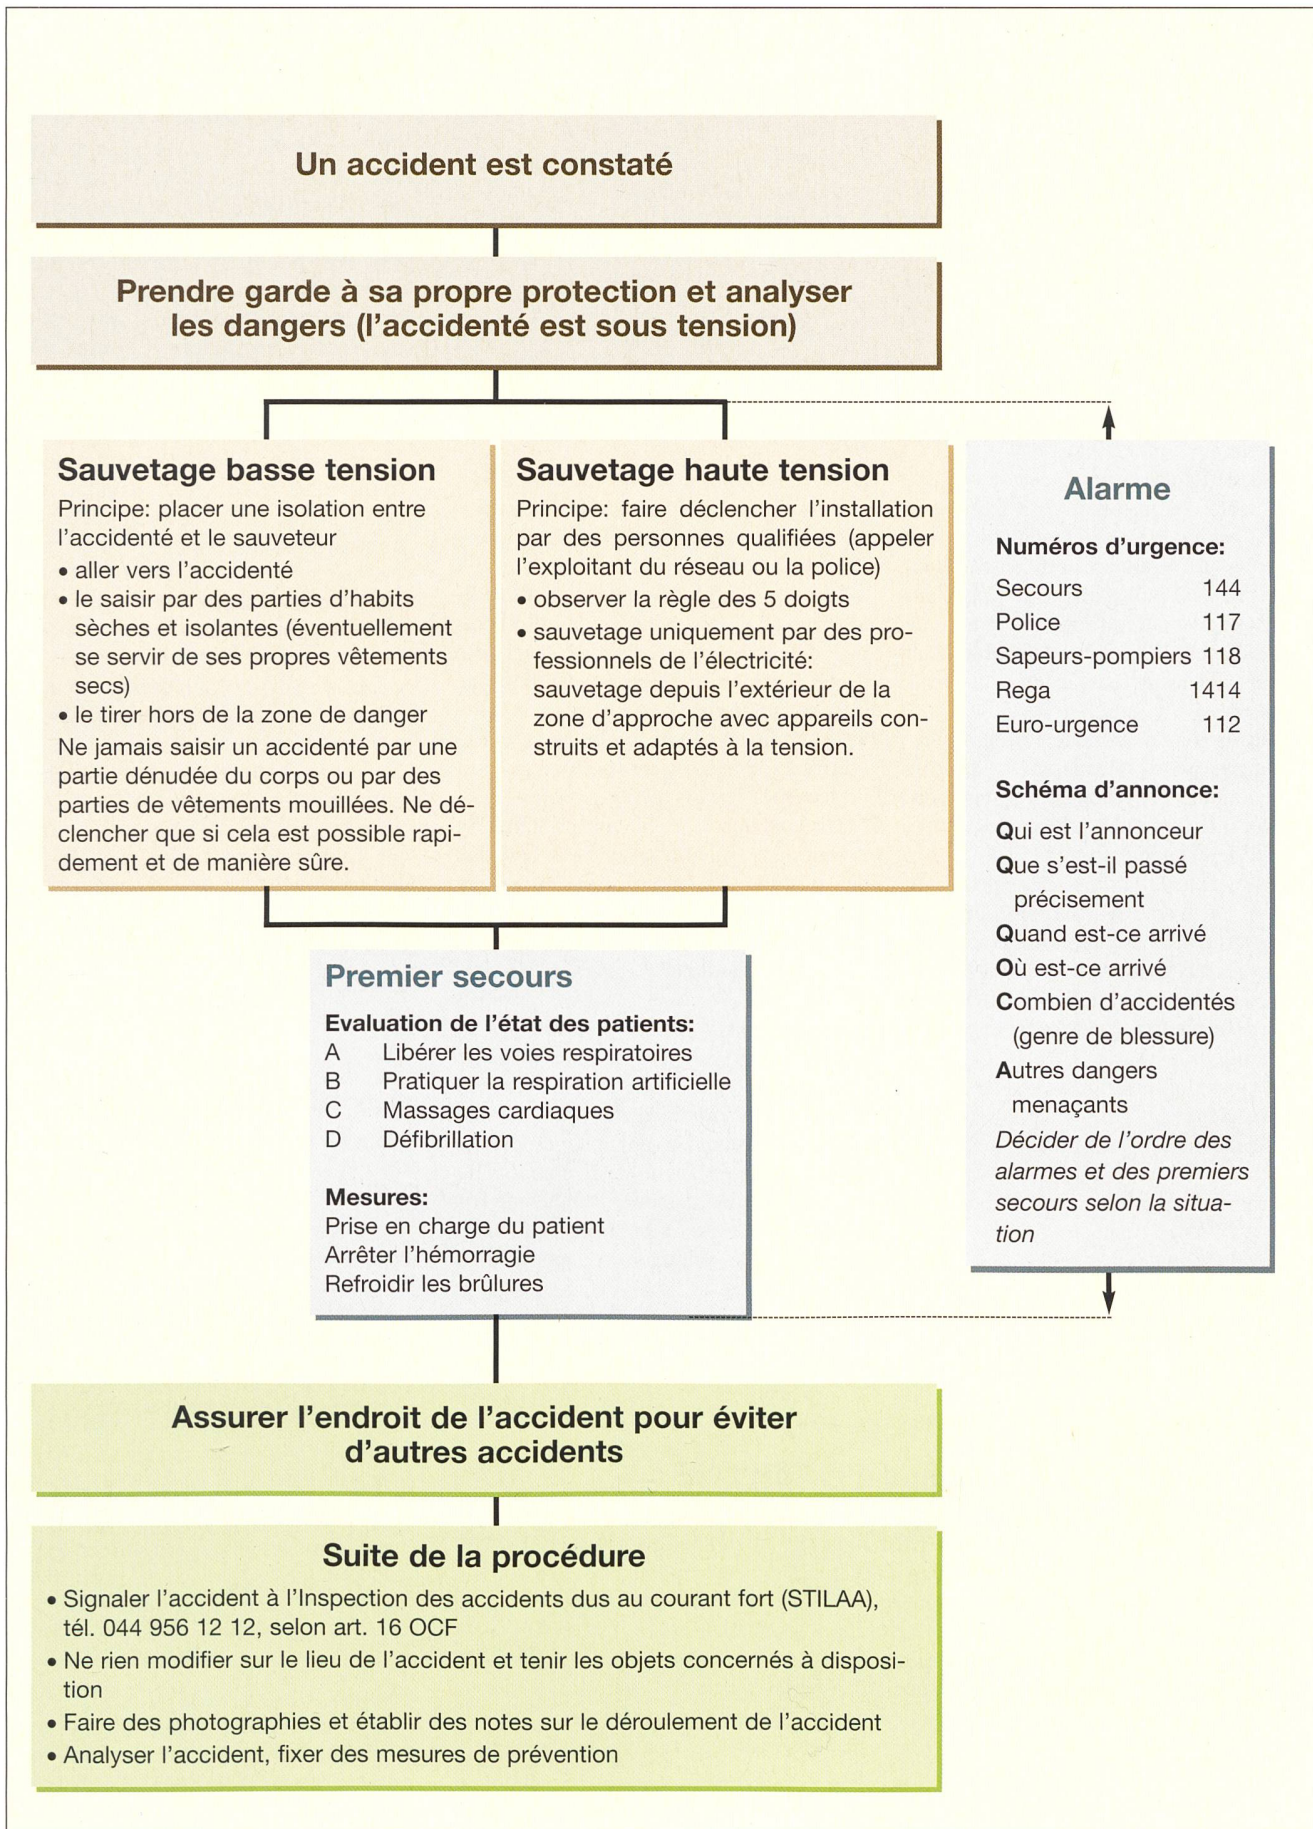 Un accident est constaté
Prendre garde à sa propre protection et analyser
les dangers (l'accidenté est sous tension)
Sauvetage basse tension
Principe: placer une isolation entre
l'accidenté et le sauveteur
• aller vers l'accidenté
• le saisir par des parties d'habits
sèches et isolantes (éventuellement
se servir de ses propres vêtements
secs)
• le tirer hors de la zone de danger
Ne jamais saisir un accidenté par une
partie dénudée du corps ou par des
parties de vêtements mouillées. Ne dé-
clencher que si cela est possible rapi-
dement et de manière sûre.
Sauvetage haute tension
Principe: faire déclencher l'installation
par des personnes qualifiées (appeler
l'exploitant du réseau ou la police)
• observer la règle des 5 doigts
• sauvetage uniquement par des pro-
fessionnels de l'électricité:
sauvetage depuis l'extérieur de la
zone d'approche avec appareils con-
struits et adaptés à la tension.
Alarme
Numéros d'urgence:
Secours 144
Police 117
Sapeurs-pompiers 118
Rega 1414
Euro-urgence 112
Schéma d'annonce:
Qui est l'annonceur
Que s'est-il passé
précisement
Quand est-ce arrivé
Où est-ce arrivé
Combien d'accidentés
(genre de blessure)
Autres dangers
menaçants
Décider de l'ordre des
alarmes et des premiers
secours selon la situa-
tion
Premier secours
Evaluation de l'état des patients:
A Libérer les voies respiratoires
B Pratiquer la respiration artificielle
C Massages cardiaques
D Défibrillation
Mesures:
Prise en charge du patient
Arrêter l'hémorragie
Refroidir les brûlures
Assurer l'endroit de l'accident pour éviter
d'autres accidents
Suite de la procédure
• Signaler l'accident à l'Inspection des accidents dus au courant fort (STILAA),
tél. 044 956 12 12, selon art. 16 OCF
• Ne rien modifier sur le lieu de l'accident et tenir les objets concernés à disposi-
tion
• Faire des photographies et établir des notes sur le déroulement de l'accident
• Analyser l'accident, fixer des mesures de prévention